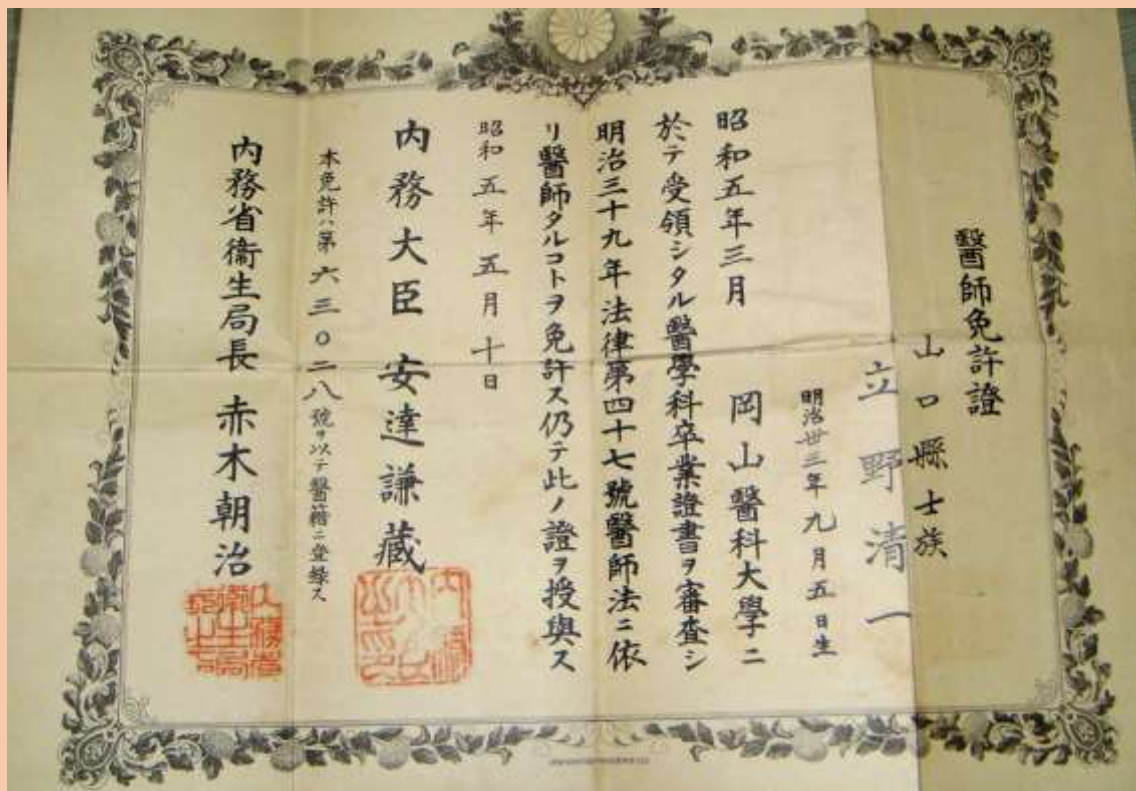 醫師免許證
山口縣士族
立野清一
明治丗三年九月五日生
昭和五年三月　岡山醫科大學ニ
於テ受領シタル醫學科卒業證書ヲ審査シ
明治三十九年法律第四十七號醫師法ニ依
リ醫師タルコトヲ免許ス仍テ此ノ證ヲ授與ス
昭和五年五月十日
内務大臣 安達謙藏
本免許ハ第六三〇二八號ヲ以テ醫籍ニ登録ス
内務省衞生局長 赤木朝治